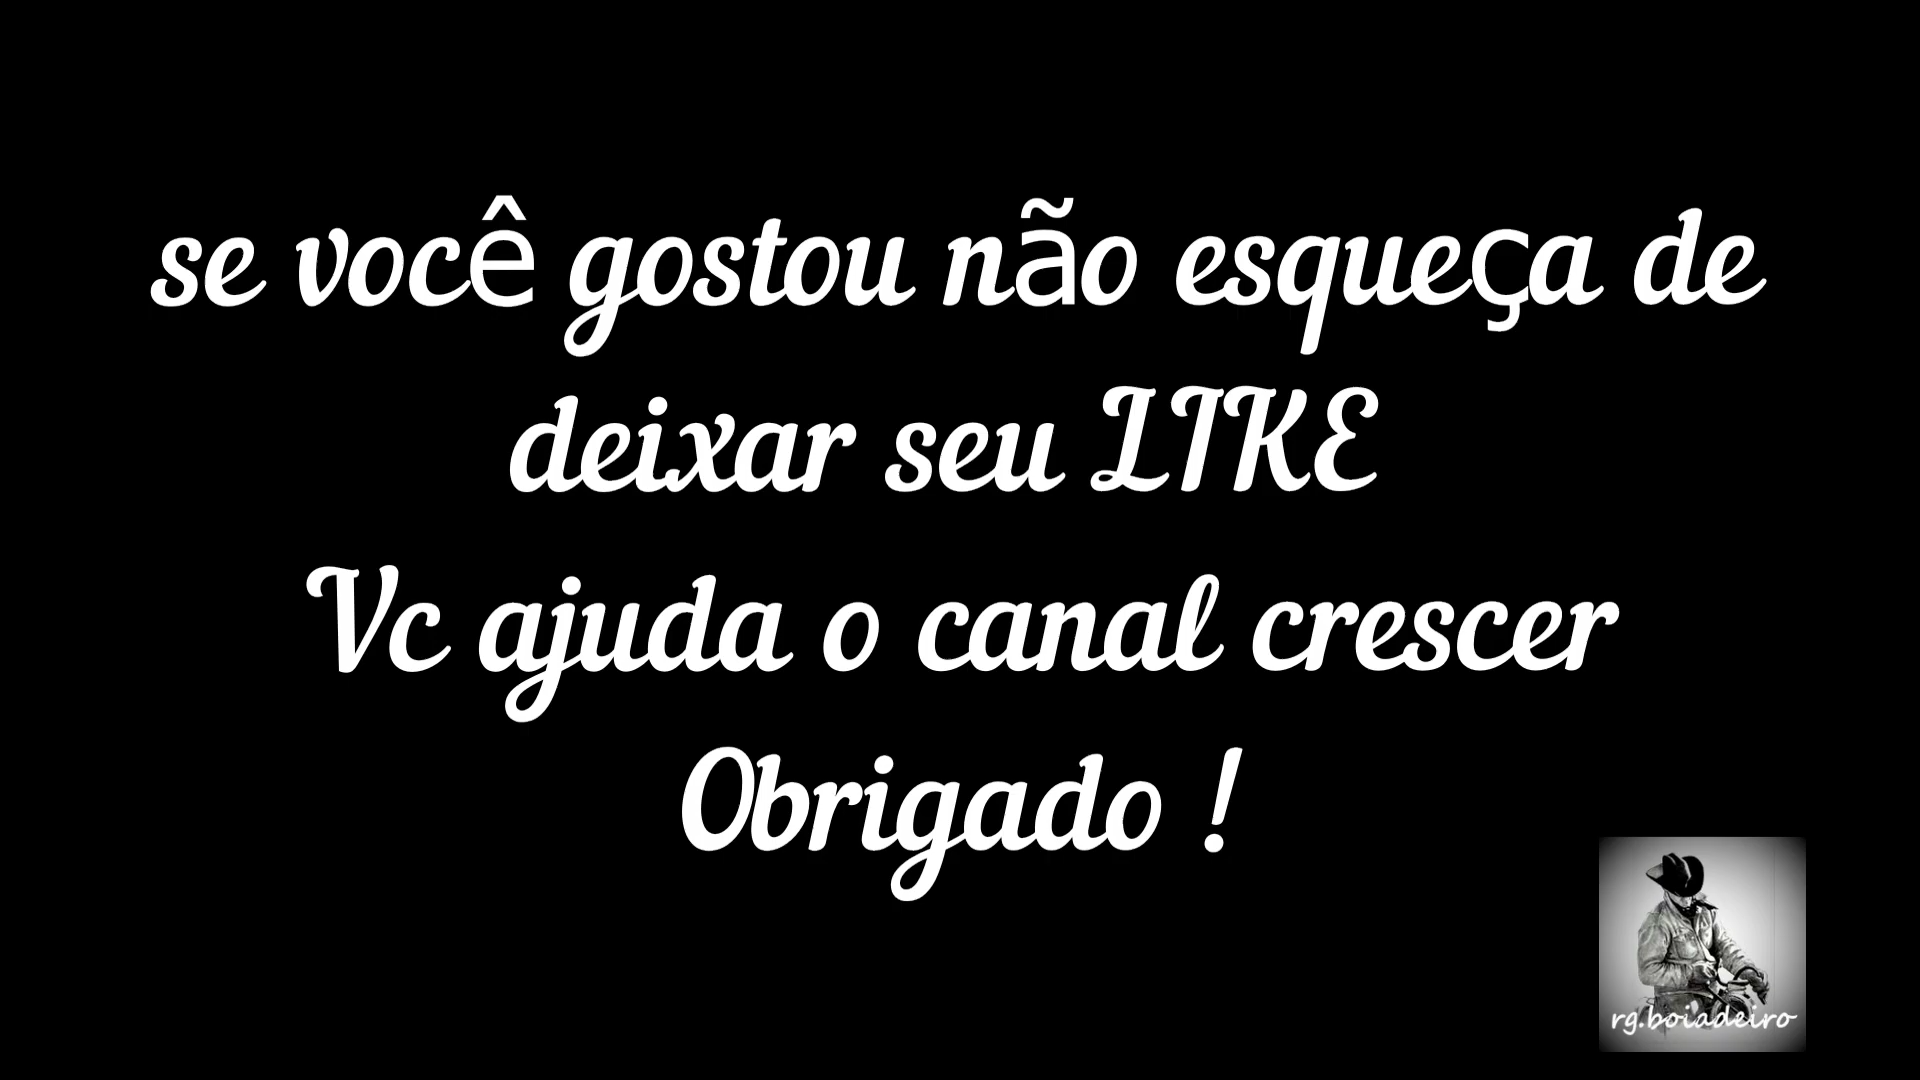 se você gostou não esqueça de
deixar seu LIKE
Vc ajuda o canal crescer
Obrigado !
rg.boiadeiro